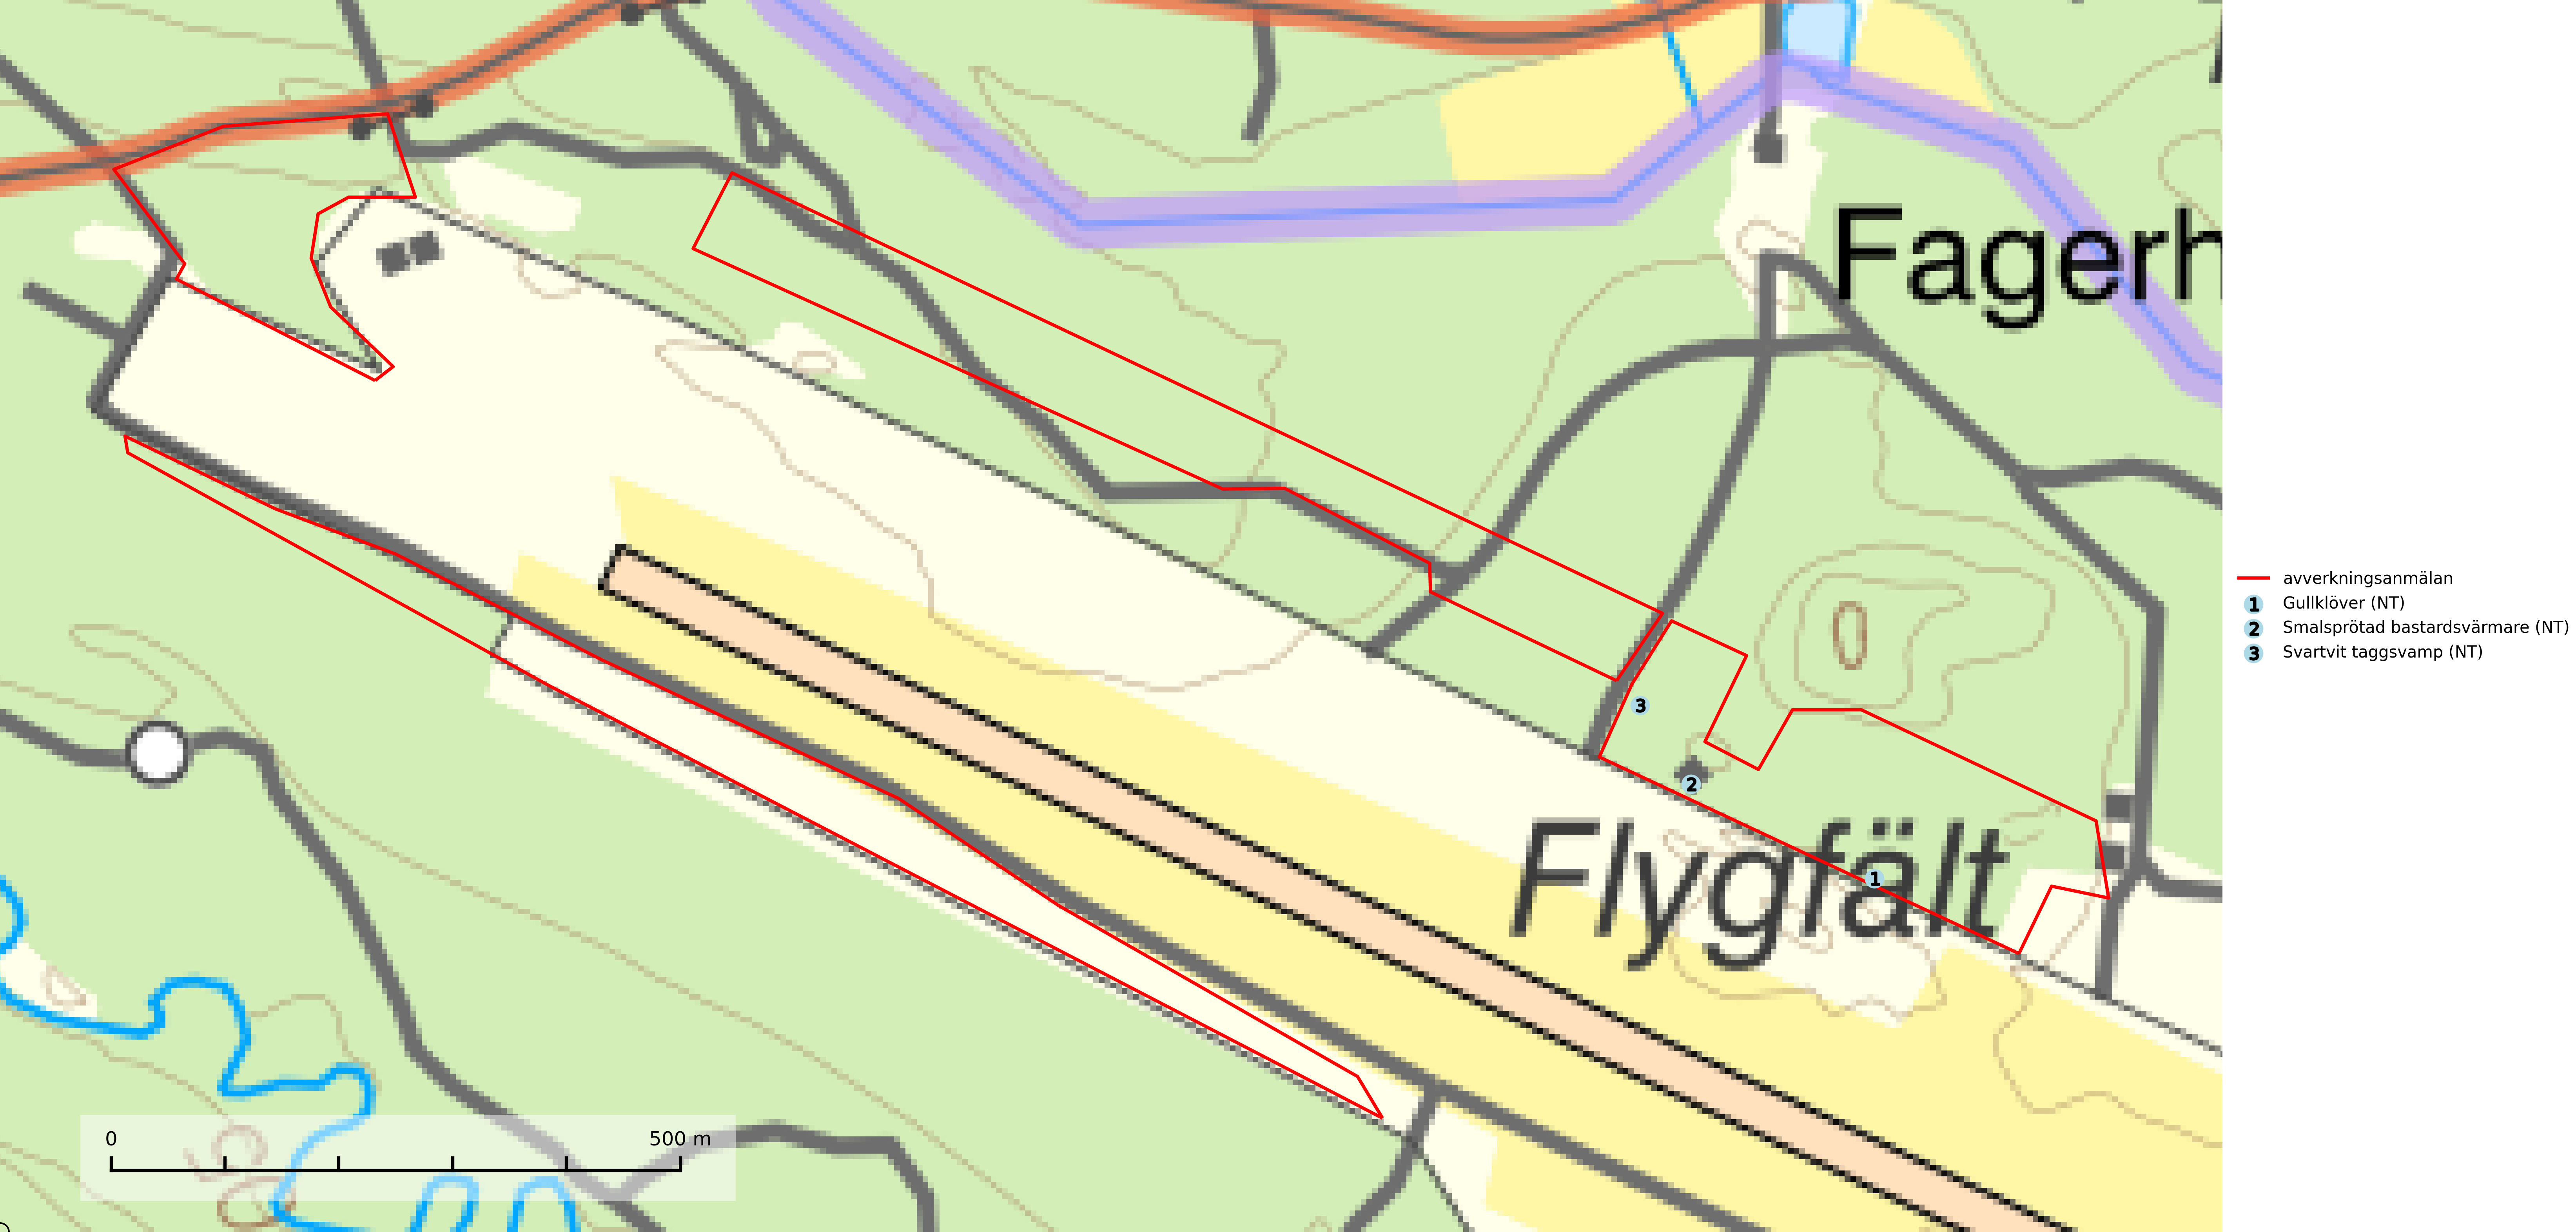 Fagerh
3
2
Flygfält
1
0 500 m
avverkningsanmälan
1 Gullklöver (NT)
2 Smalsprötad bastardsvärmare (NT)
3 Svartvit taggsvamp (NT)